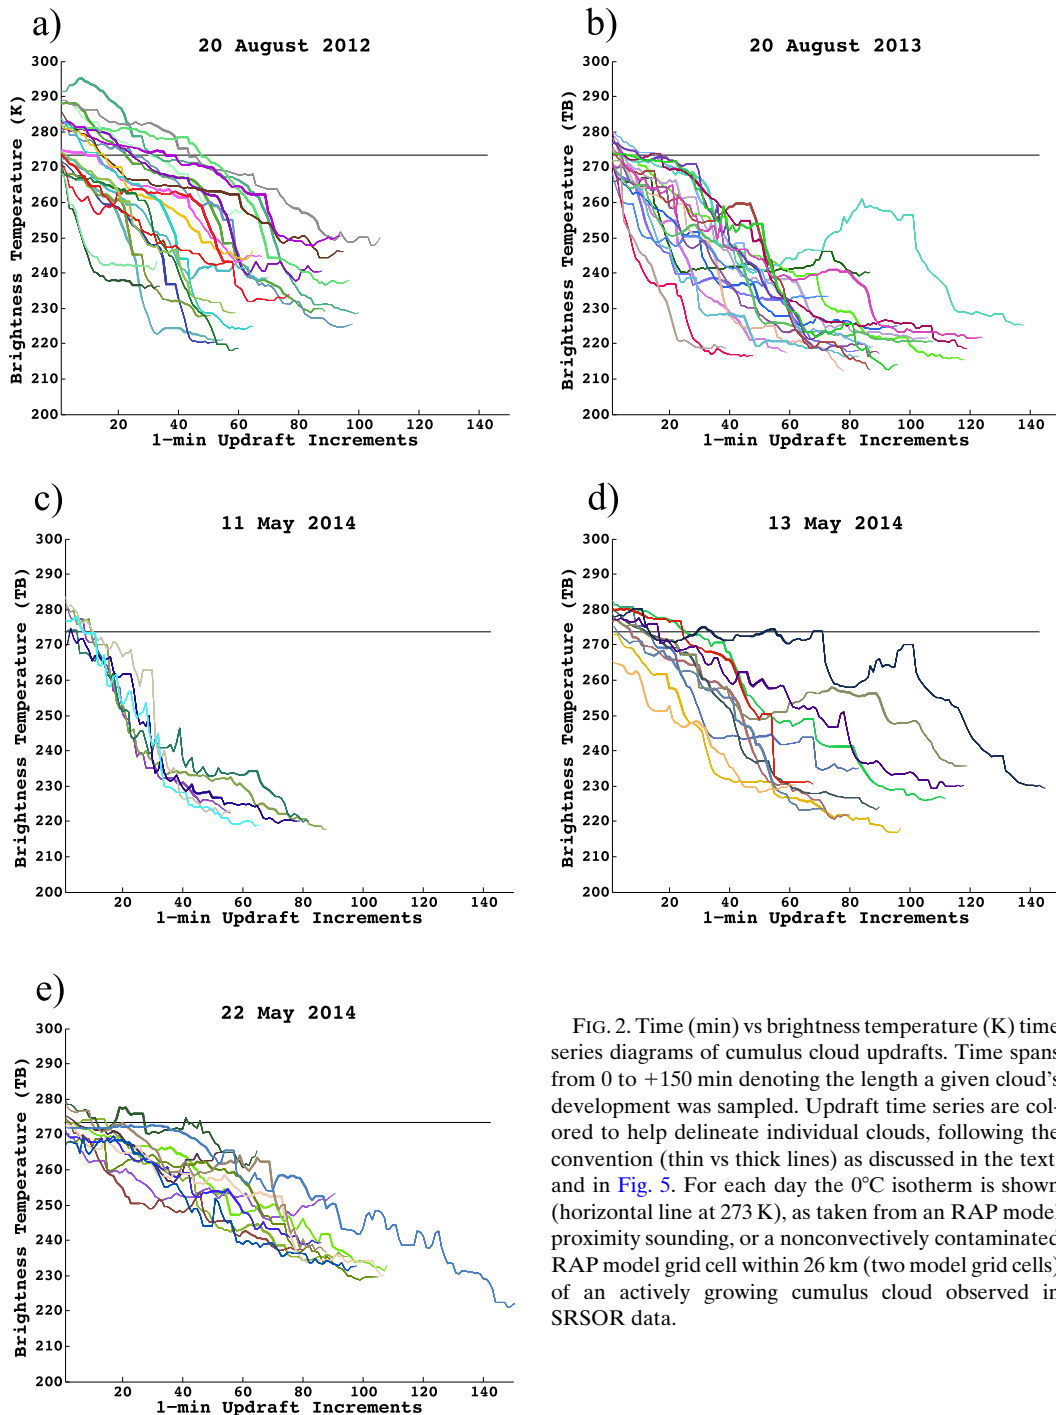 a)
20 August 2012
Brightness Temperature (K)
300
290
280
270
260
250
240
230
220
210
200
20 40 60 80 100 120 140
1-min Updraft Increments
b)
20 August 2013
Brightness Temperature (TB)
300
290
280
270
260
250
240
230
220
210
200
20 40 60 80 100 120 140
1-min Updraft Increments
c)
11 May 2014
Brightness Temperature (TB)
300
290
280
270
260
250
240
230
220
210
200
20 40 60 80 100 120 140
1-min Updraft Increments
d)
13 May 2014
Brightness Temperature (TB)
300
290
280
270
260
250
240
230
220
210
200
20 40 60 80 100 120 140
1-min Updraft Increments
e)
22 May 2014
Brightness Temperature (TB)
300
290
280
270
260
250
240
230
220
210
200
20 40 60 80 100 120 140
1-min Updraft Increments
FIG. 2. Time (min) vs brightness temperature (K) time
series diagrams of cumulus cloud updrafts. Time spans
from 0 to +150 min denoting the length a given cloud's
development was sampled. Updraft time series are col-
ored to help delineate individual clouds, following the
convention (thin vs thick lines) as discussed in the text
and in Fig. 5. For each day the 0°C isotherm is shown
(horizontal line at 273 K), as taken from an RAP model
proximity sounding, or a nonconvectively contaminated
RAP model grid cell within 26 km (two model grid cells)
of an actively growing cumulus cloud observed in
SRSOR data.